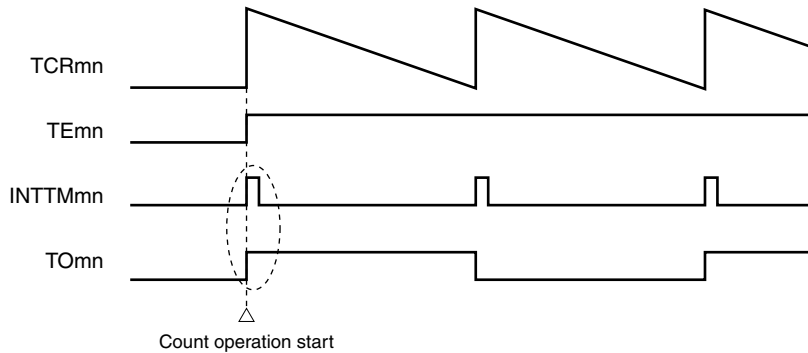 TCRmn
TEmn
INTTMmn
TOmn
Count operation start